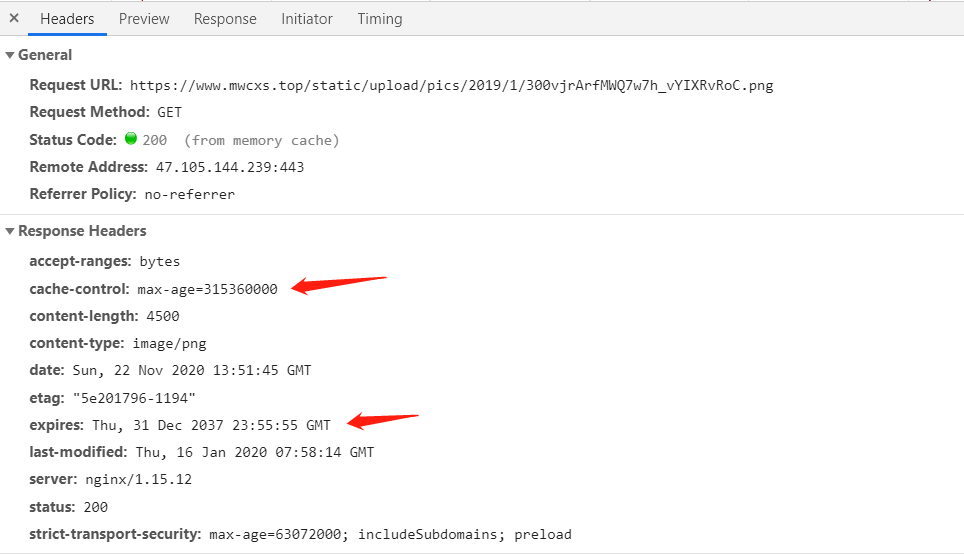 × Headers Preview Response Initiator Timing
General
Request URL: https://www.mwcxs.top/static/upload/pics/2019/1/300vjrArfMWQ7w7h_vYIXRvRoC.png
Request Method: GET
Status Code: 200 (from memory cache)
Remote Address: 47.105.144.239:443
Referrer Policy: no-referrer
Response Headers
accept-ranges: bytes
cache-control: max-age=315360000
content-length: 4500
content-type: image/png
date: Sun, 22 Nov 2020 13:51:45 GMT
etag: "5e201796-1194"
expires: Thu, 31 Dec 2037 23:55:55 GMT
last-modified: Thu, 16 Jan 2020 07:58:14 GMT
server: nginx/1.15.12
status: 200
strict-transport-security: max-age=63072000; includeSubdomains; preload